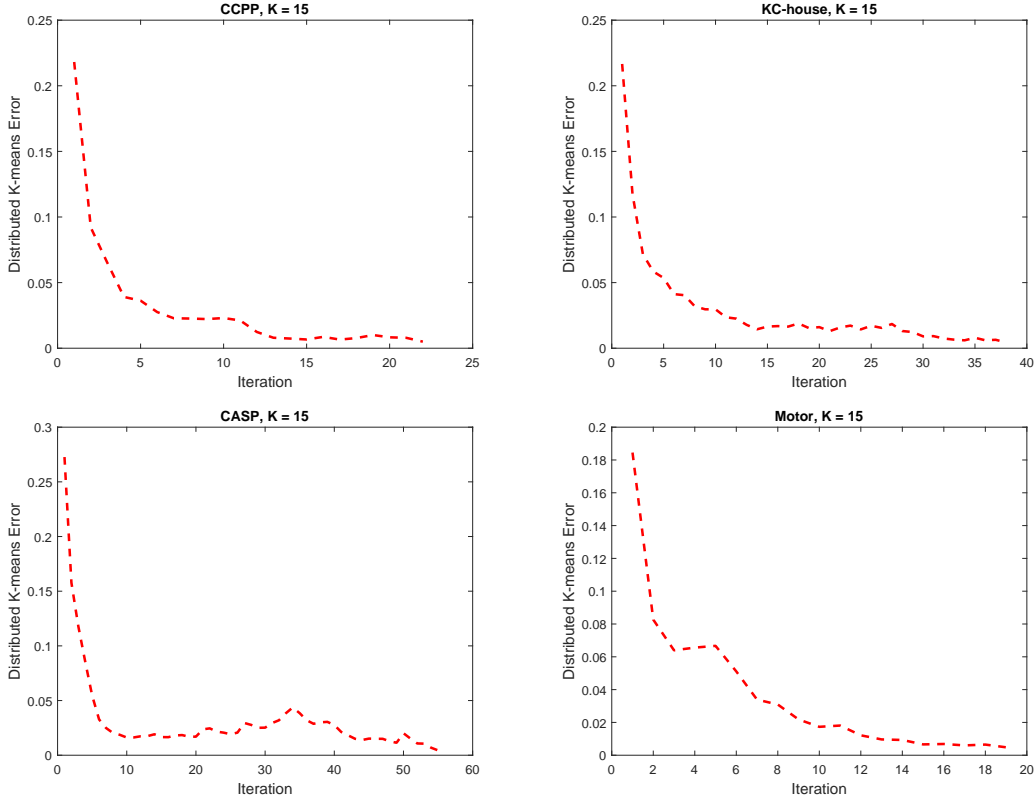 CCPP, K = 15
0.25
0.2
0.15
0.1
0.05
0
0 5 10 15 20 25
Distributed K-means Error
Iteration
KC-house, K = 15
0.25
0.2
0.15
0.1
0.05
0
0 5 10 15 20 25 30 35 40
Distributed K-means Error
Iteration
CASP, K = 15
0.3
0.25
0.2
0.15
0.1
0.05
0
0 10 20 30 40 50 60
Distributed K-means Error
Iteration
Motor, K = 15
0.2
0.18
0.16
0.14
0.12
0.1
0.08
0.06
0.04
0.02
0
0 2 4 6 8 10 12 14 16 18 20
Distributed K-means Error
Iteration